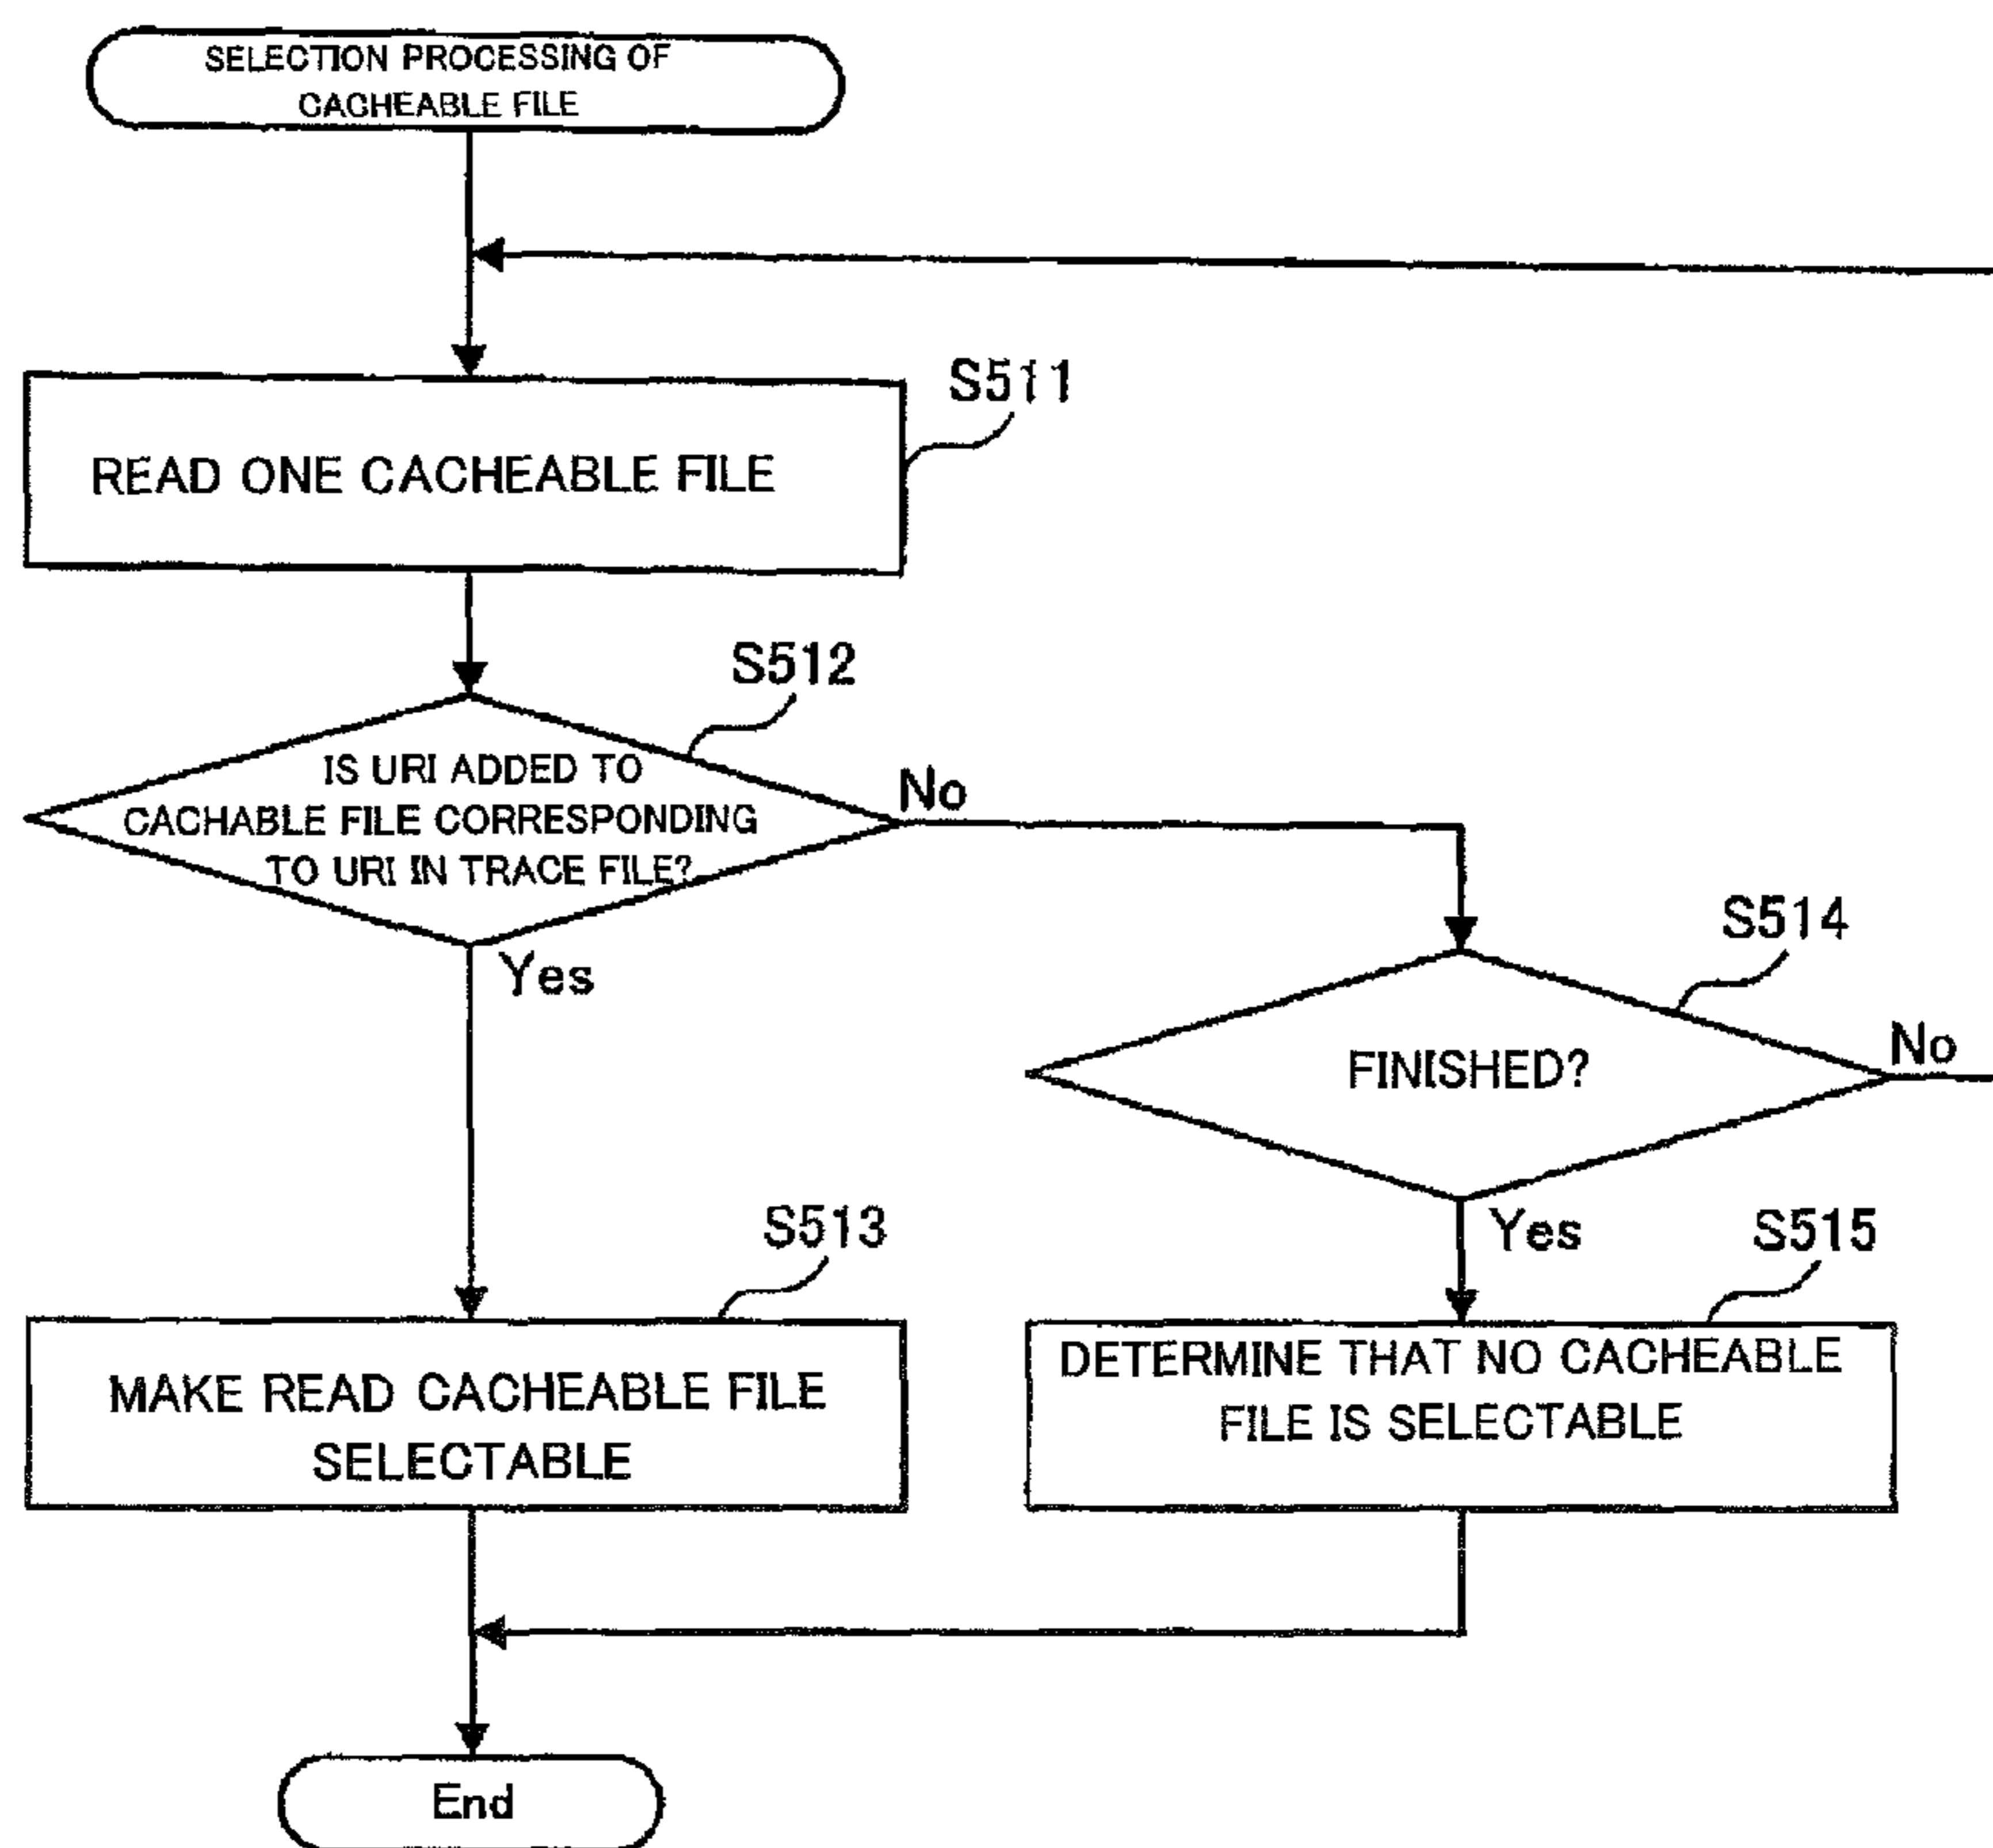 SELECTION PROCESSING OF
CACHEABLE FILE
S511
READ ONE CACHEABLE FILE
S512
IS URI ADDED TO
CACHABLE FILE CORRESPONDING
TO URI IN TRACE FILE?
No
Yes
S514
FINISHED?
No
Yes
S513
MAKE READ CACHEABLE FILE
SELECTABLE
S515
DETERMINE THAT NO CACHEABLE
FILE IS SELECTABLE
End